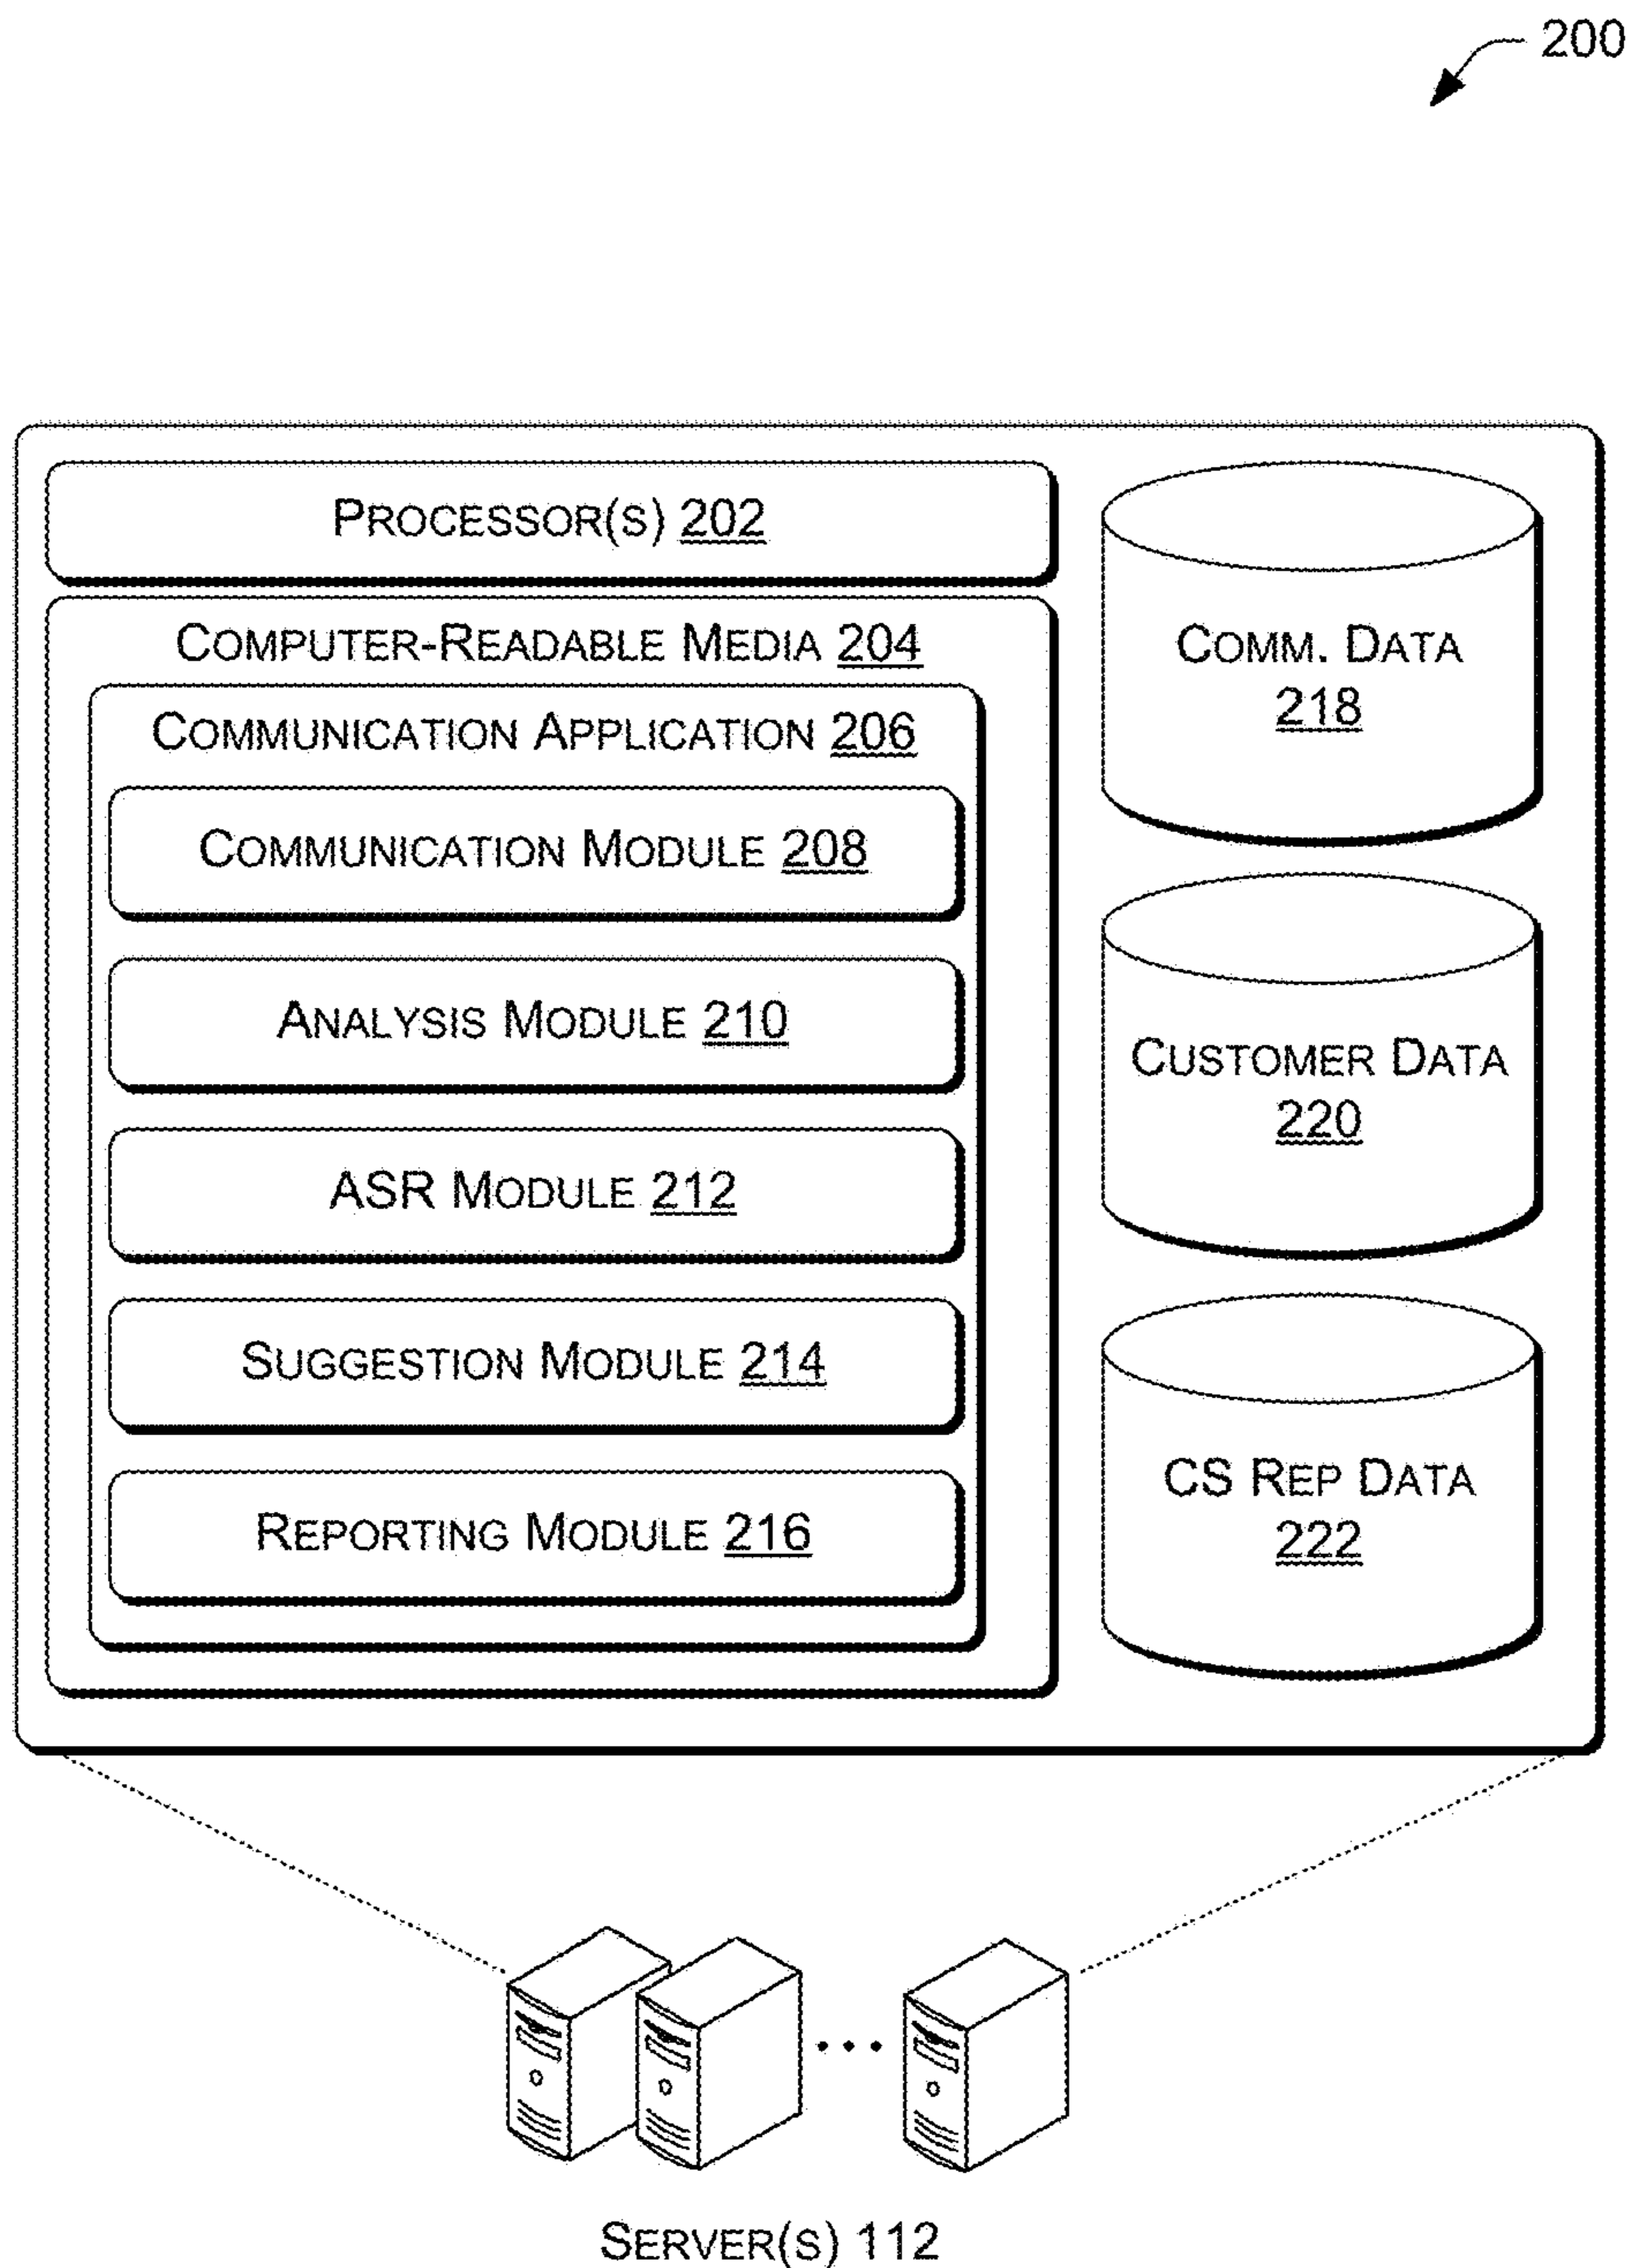 200
PROCESSOR(S) 202
COMPUTER-READABLE MEDIA 204
COMMUNICATION APPLICATION 206
COMMUNICATION MODULE 208
ANALYSIS MODULE 210
ASR MODULE 212
SUGGESTION MODULE 214
REPORTING MODULE 216
COMM. DATA
218
CUSTOMER DATA
220
CS REP DATA
222
SERVER(S) 112